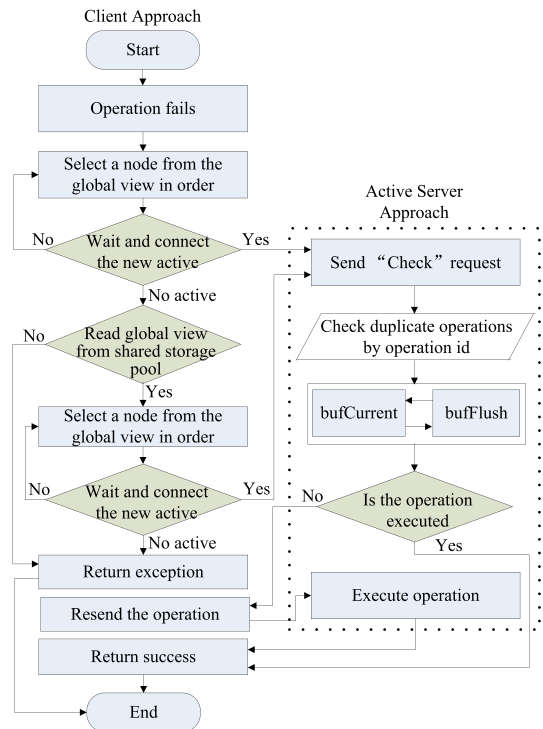 Client Approach
Start
Operation fails
Select a node from the
global view in order
No
Wait and connect
the new active
Yes
No active
No
Read global view
from shared storage
pool
Yes
Select a node from the
global view in order
No
Wait and connect
the new active
Yes
No active
Return exception
Resend the operation
Return success
End
Active Server
Approach
Send “Check” request
Check duplicate operations
by operation id
bufCurrent
bufFlush
No
Is the operation
executed
Yes
Execute operation